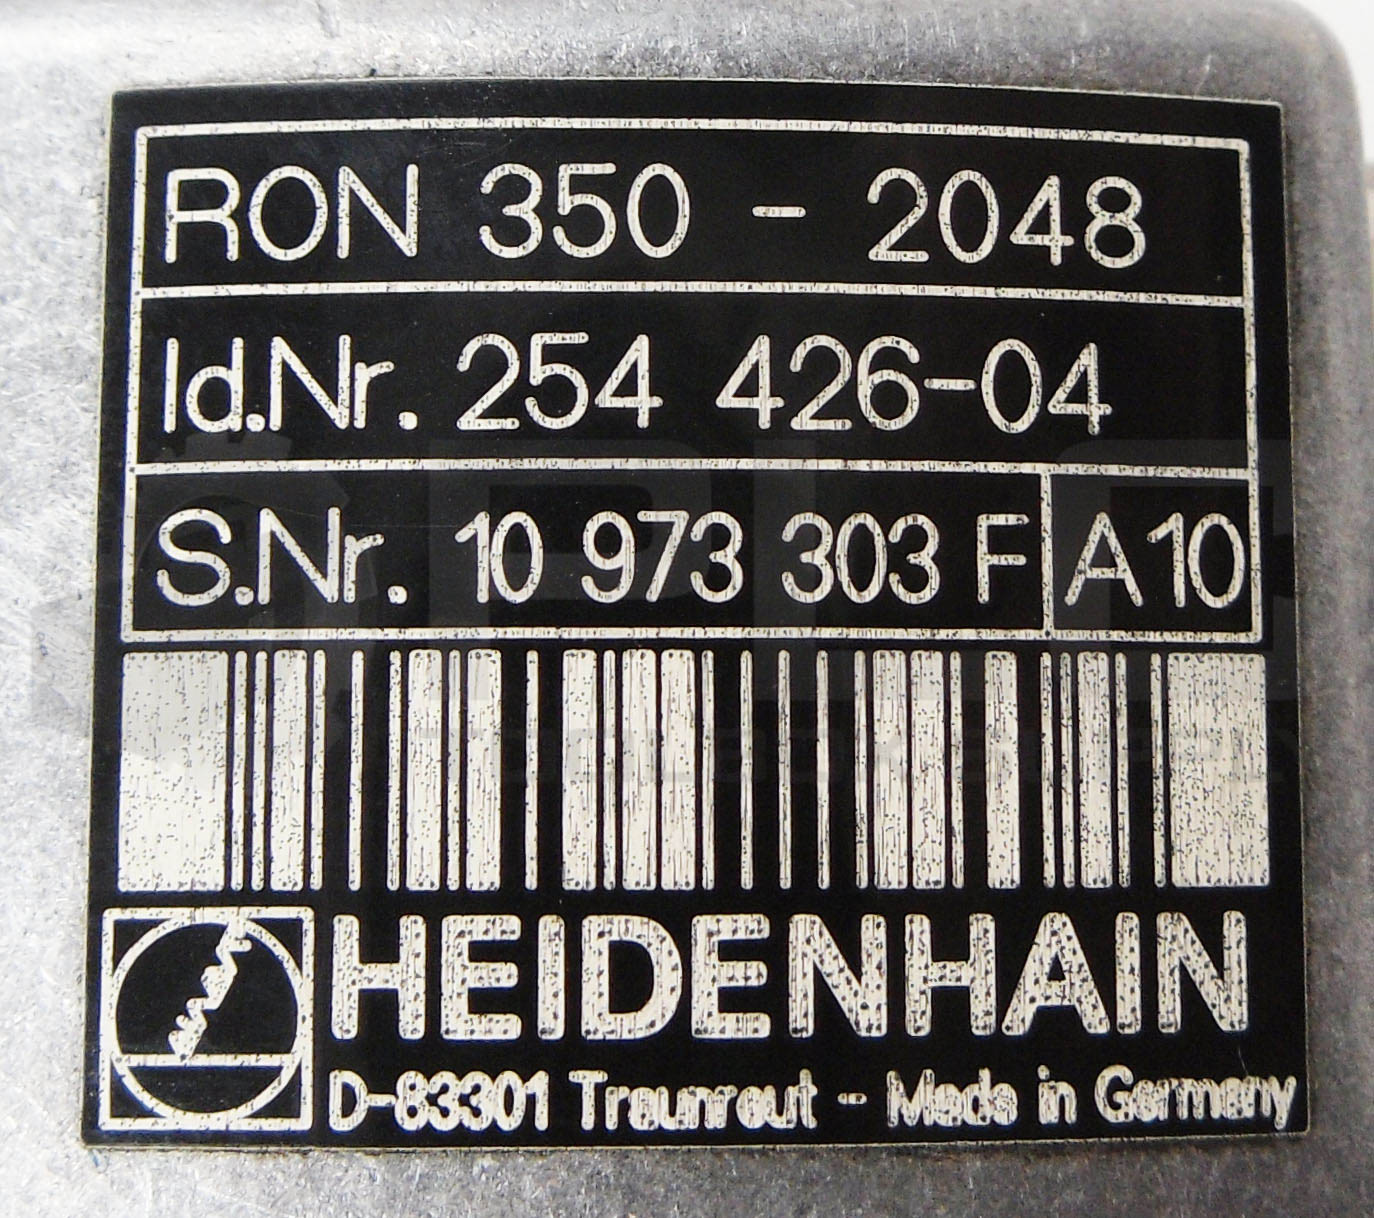 RON 350 - 2048
Id.Nr. 254 426-04
S.Nr. 10 973 303 F A10
HEIDENHAIN
D-83301 Traunreut - Made in Germany